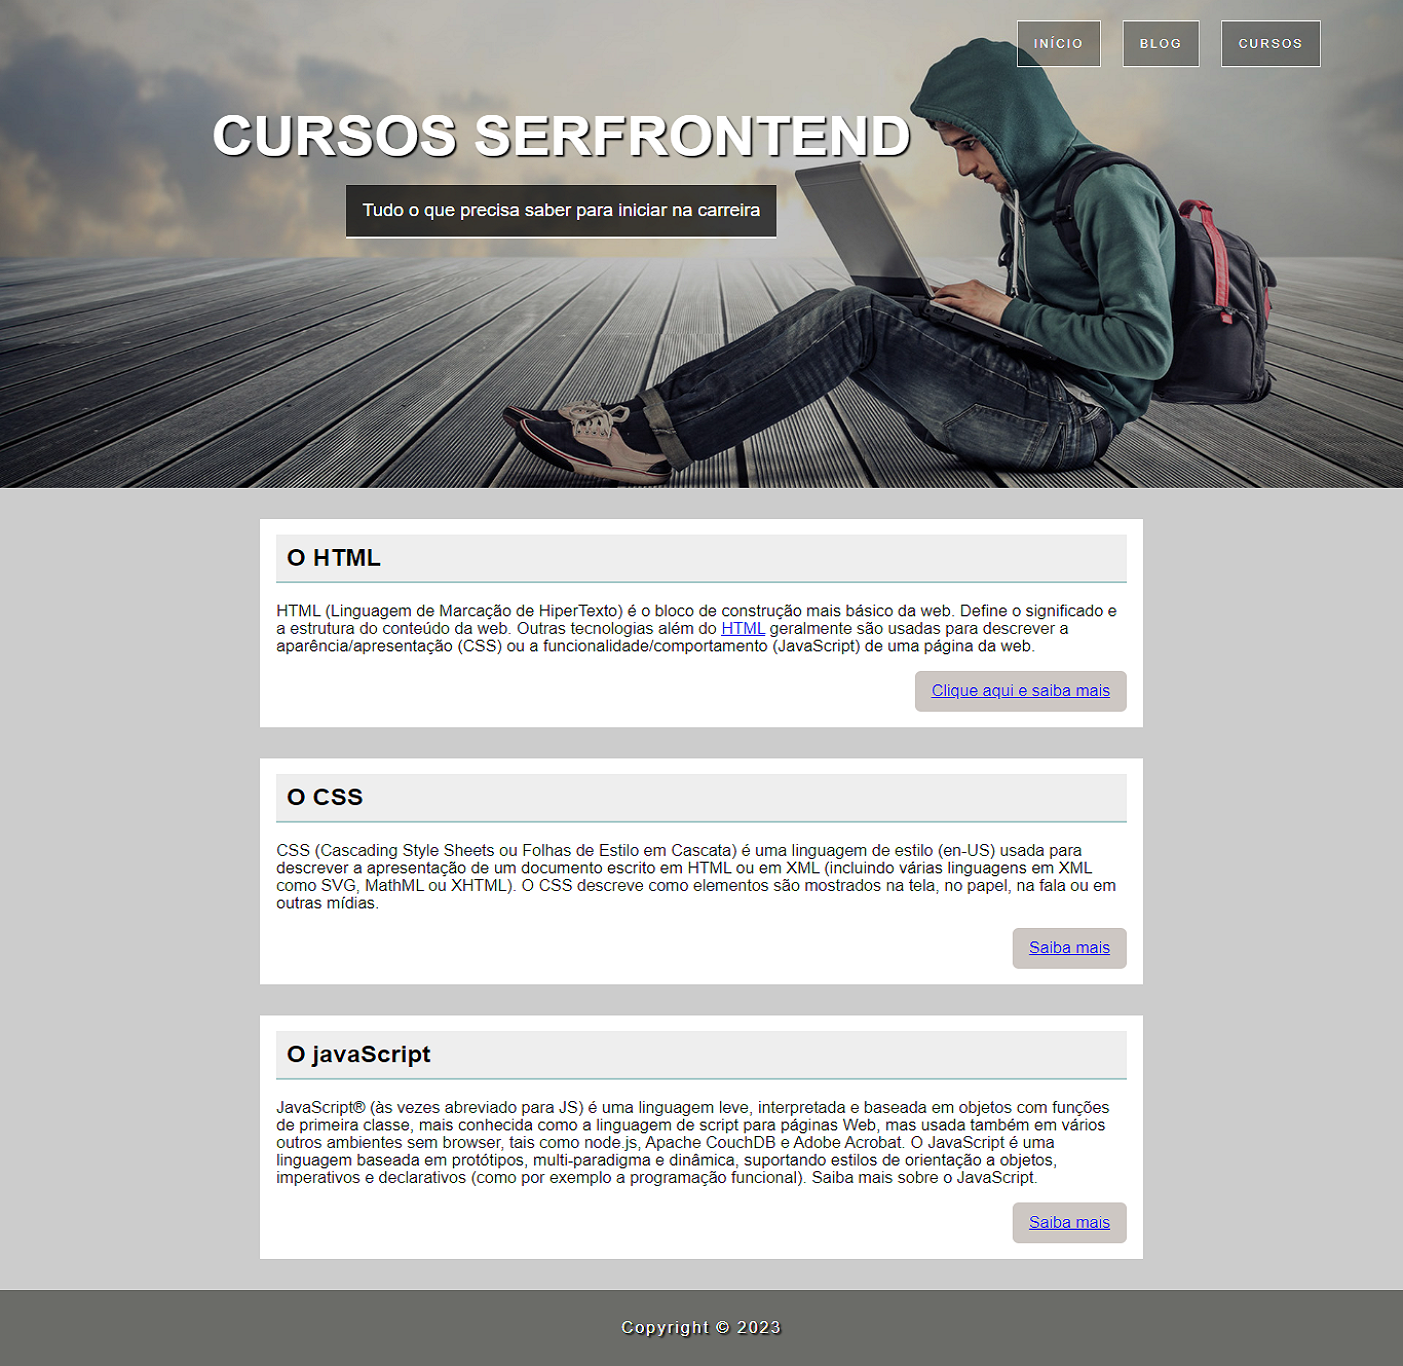 INÍCIO
BLOG
CURSOS
CURSOS SERFRONTEND
Tudo o que precisa saber para iniciar na carreira
O HTML
HTML (Linguagem de Marcação de HiperTexto) é o bloco de construção mais básico da web. Define o significado e
a estrutura do conteúdo da web. Outras tecnologias além do HTML geralmente são usadas para descrever a
aparência/apresentação (CSS) ou a funcionalidade/comportamento (JavaScript) de uma página da web.
Clique aqui e saiba mais
O CSS
CSS (Cascading Style Sheets ou Folhas de Estilo em Cascata) é uma linguagem de estilo (en-US) usada para
descrever a apresentação de um documento escrito em HTML ou em XML (incluindo várias linguagens em XML
como SVG, MathML ou XHTML). O CSS descreve como elementos são mostrados na tela, no papel, na fala ou em
outras mídias.
Saiba mais
O javaScript
JavaScript® (às vezes abreviado para JS) é uma linguagem leve, interpretada e baseada em objetos com funções
de primeira classe, mais conhecida como a linguagem de script para páginas Web, mas usada também em vários
outros ambientes sem browser, tais como node.js, Apache CouchDB e Adobe Acrobat. O JavaScript é uma
linguagem baseada em protótipos, multi-paradigma e dinâmica, suportando estilos de orientação a objetos,
imperativos e declarativos (como por exemplo a programação funcional). Saiba mais sobre o JavaScript.
Saiba mais
Copyright © 2023